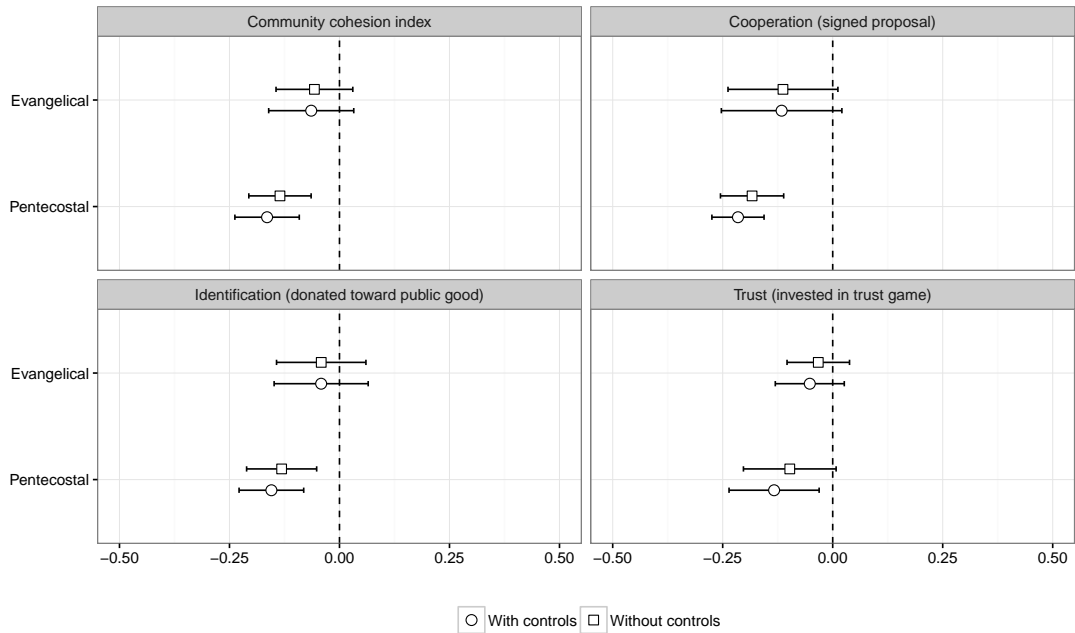 Community cohesion index
Cooperation (signed proposal)
Evangelical
Pentecostal
Identification (donated toward public good)
Trust (invested in trust game)
Evangelical
Pentecostal
−0.50 −0.25 0.00 0.25 0.50
−0.50 −0.25 0.00 0.25 0.50
With controls Without controls